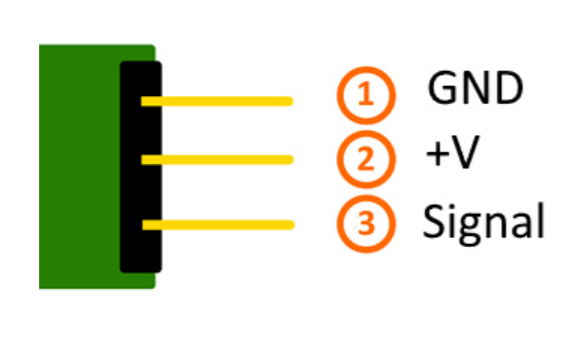 1 GND
2 +V
3 Signal